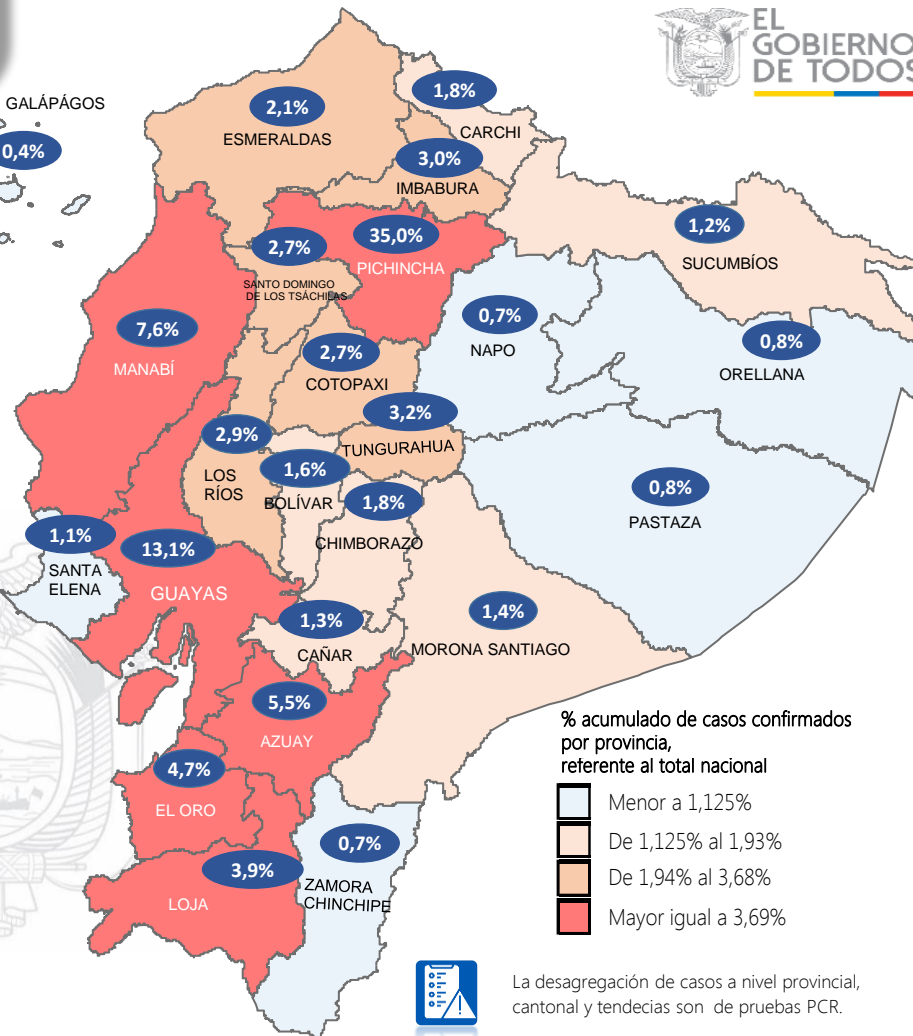 EL
GOBIERNO
DE TODOS
GALÁPÁGOS
0,4%
2,1%
ESMERALDAS
1,8%
CARCHI
3,0%
IMBABURA
1,2%
SUCUMBÍOS
2,7%
SANTO DOMINGO
DE LOS TSÁCHILAS
35,0%
PICHINCHA
7,6%
MANABÍ
0,7%
NAPO
0,8%
ORELLANA
2,7%
COTOPAXI
3,2%
TUNGURAHUA
2,9%
LOS
RÍOS
1,6%
BOLÍVAR
1,8%
CHIMBORAZO
0,8%
PASTAZA
1,1%
SANTA
ELENA
13,1%
GUAYAS
1,3%
CAÑAR
1,4%
MORONA SANTIAGO
5,5%
AZUAY
4,7%
EL ORO
3,9%
LOJA
0,7%
ZAMORA
CHINCHIPE
% acumulado de casos confirmados
por provincia,
referente al total nacional
Menor a 1,125%
De 1,125% al 1,93%
De 1,94% al 3,68%
Mayor igual a 3,69%
La desagregación de casos a nivel provincial,
cantonal y tendecias son de pruebas PCR.